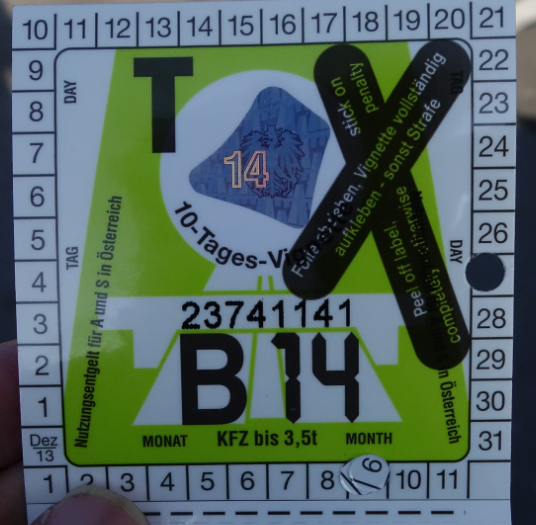 10 11 12 13 14 15 16 17 18 19 20 21
9 22
8 23
7 24
6 25
5 26
4
3 28
2 29
1 30
Dez 13 31
1 2 3 4 5 6 7 8 10 11
DAY
TAG
TAG
DAY
T
14
10-Tages-Vig
Nutzungsentgelt für A und S in Österreich
in Österreich
Folie abziehen, Vignette vollständig
aufkleben - sonst Strafe
Peel off label,
stick on
completely, otherwise
penalty
23741141
B 14
MONAT KFZ bis 3,5t MONTH